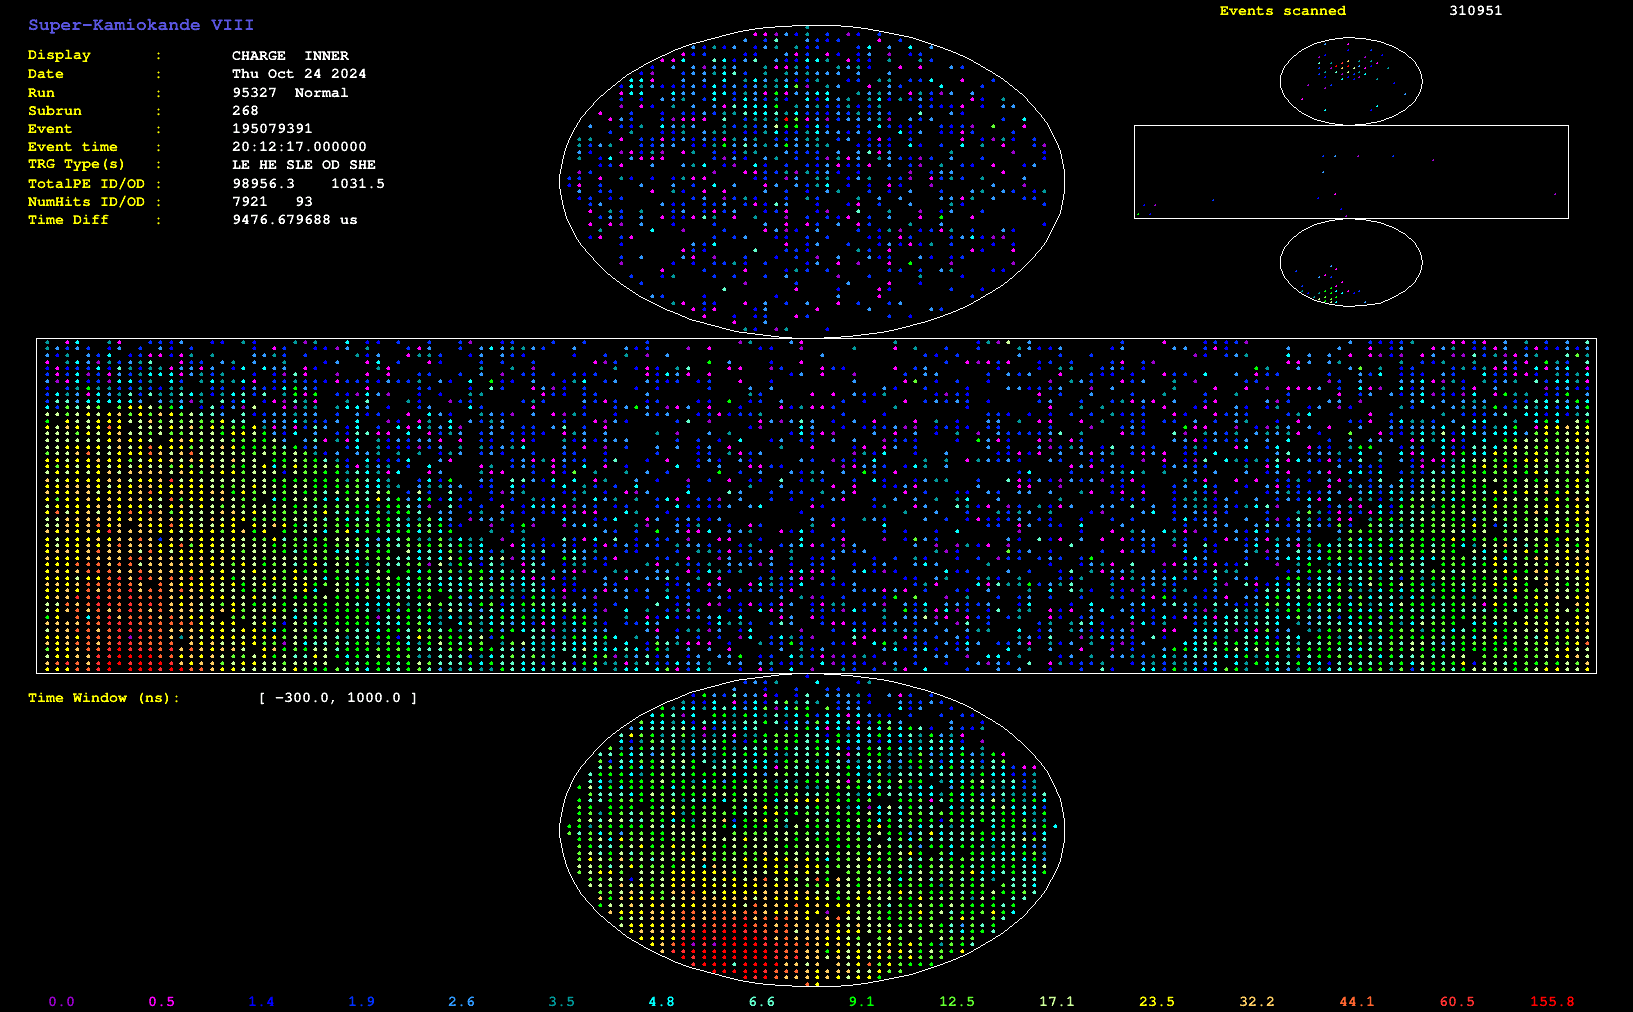 Super-Kamiokande VIII
Events scanned 310951
Display : CHARGE INNER
Date : Thu Oct 24 2024
Run : 95327 Normal
Subrun : 268
Event : 195079391
Event time : 20:12:17.000000
TRG Type(s) : LE HE SLE OD SHE
TotalPE ID/OD : 98956.3 1031.5
NumHits ID/OD : 7921 93
Time Diff : 9476.679688 us
Time Window (ns): [ −300.0, 1000.0 ]
0.0 0.5 1.4 1.9 2.6 3.5 4.8 6.6 9.1 12.5 17.1 23.5 32.2 44.1 60.5 155.8